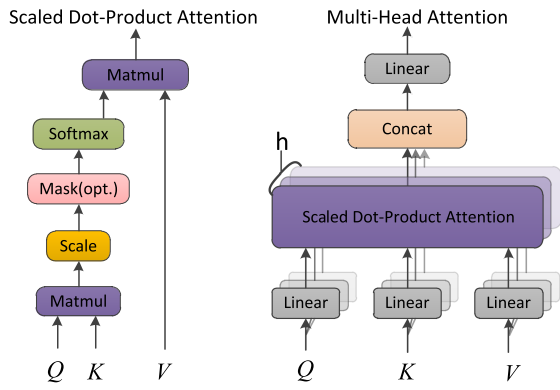 Scaled Dot-Product Attention
Matmul
Softmax
Mask(opt.)
Scale
Matmul
Q K V
Multi-Head Attention
Linear
Concat
h
Scaled Dot-Product Attention
Linear Linear Linear
Q K V